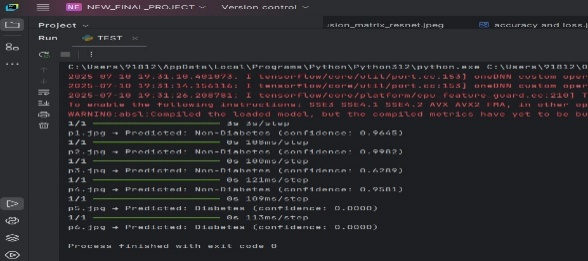 NE NEW_FINAL_PROJECT Version control
Project
sion_matrix_resnet.jpeg
accuracy and loss.j
Run TEST
C:\Users\91812\AppData\Local\Programs\Python\Python312\python.exe C:\Users\91812\O
2025-07-10 19:31:10.401073: I tensorflow/core/util/port.cc:153] oneDNN custom oper
2025-07-10 19:31:14.156116: I tensorflow/core/util/port.cc:153] oneDNN custom oper
2025-07-10 19:31:26.208781: I tensorflow/core/platform/cpu_feature_guard.cc:210] T
To enable the following instructions: SSE3 SSE4.1 SSE4.2 AVX AVX2 FMA, in other op
WARNING:absl:Compiled the loaded model, but the compiled metrics have yet to be bu
1/1 3s 3s/step
p1.jpg → Predicted: Non-Diabetes (confidence: 0.9645)
1/1 0s 108ms/step
p2.jpg → Predicted: Non-Diabetes (confidence: 0.9902)
1/1 0s 100ms/step
p3.jpg → Predicted: Non-Diabetes (confidence: 0.6289)
1/1 0s 121ms/step
p4.jpg → Predicted: Non-Diabetes (confidence: 0.9581)
1/1 0s 109ms/step
p5.jpg → Predicted: Diabetes (confidence: 0.0000)
1/1 0s 113ms/step
p6.jpg → Predicted: Diabetes (confidence: 0.0000)
Process finished with exit code 0